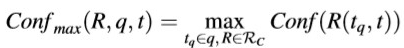 Conf_max(R,q,t) = max_{t_q∈q, R∈ℛ_C} Conf(R(t_q,t))